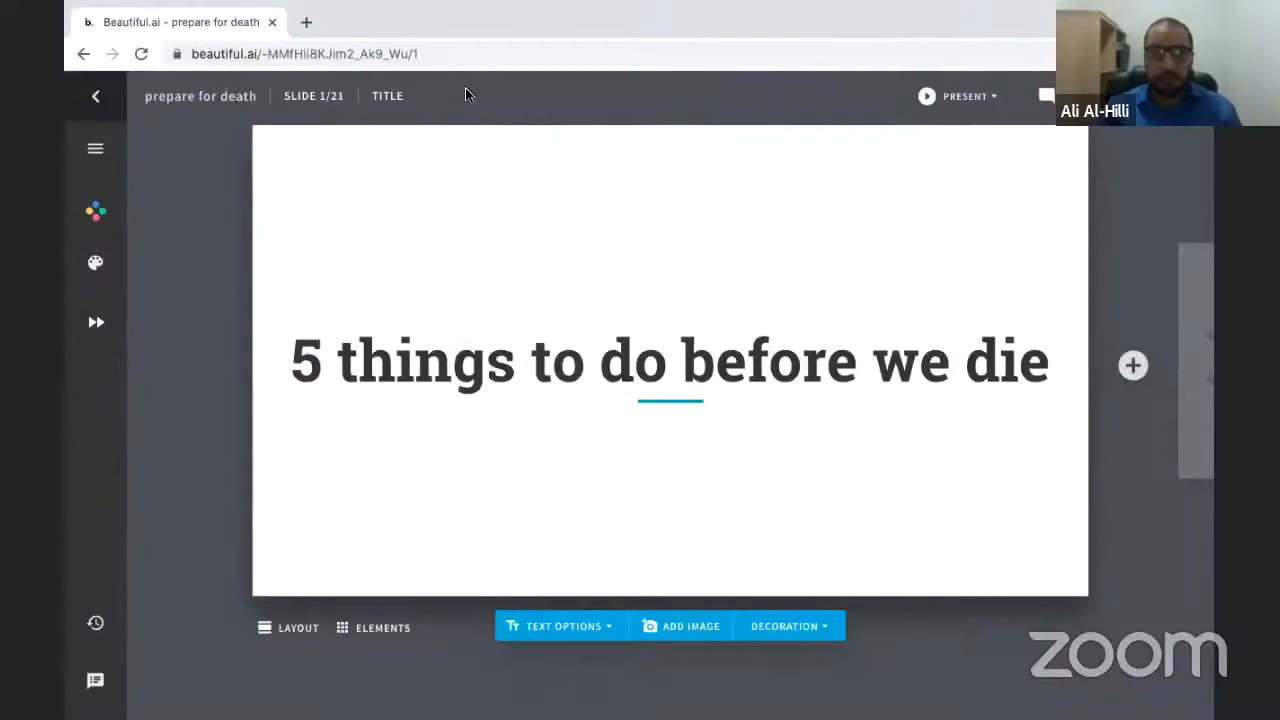 b. Beautiful.ai - prepare for death
beautiful.ai/-MMfHii8KJim2_Ak9_Wu/1
prepare for death SLIDE 1/21 TITLE
PRESENT
Ali Al-Hilli
5 things to do before we die
LAYOUT ELEMENTS TEXT OPTIONS ADD IMAGE DECORATION
zoom